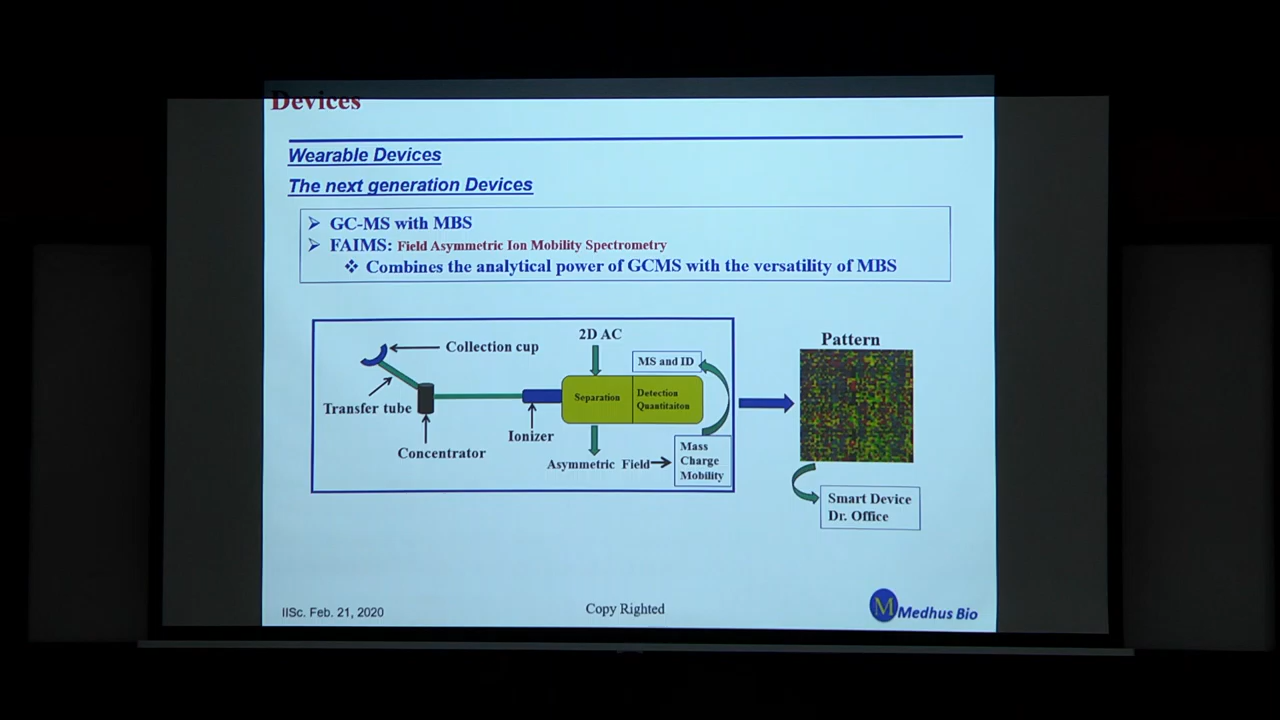 Devices
Wearable Devices
The next generation Devices
➢ GC-MS with MBS
➢ FAIMS: Field Asymmetric Ion Mobility Spectrometry
❖ Combines the analytical power of GCMS with the versatility of MBS
Collection cup
2D AC
MS and ID
Transfer tube
Separation
Detection
Quantitaiton
Ionizer
Concentrator
Asymmetric Field
Mass
Charge
Mobility
Pattern
Smart Device
Dr. Office
IISc. Feb. 21, 2020
Copy Righted
M Medhus Bio